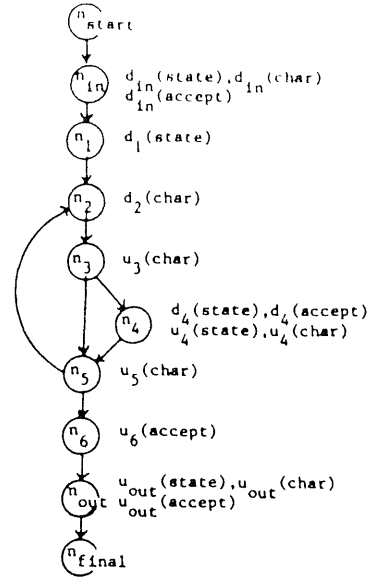 n_start
n_in d_in(state),d_in(char)
d_in(accept)
n_1 d_1(state)
n_2 d_2(char)
n_3 u_3(char)
d_4(state),d_4(accept)
n_4 u_4(state),u_4(char)
n_5 u_5(char)
n_6 u_6(accept)
u_out(state),u_out(char)
n_out u_out(accept)
n_final